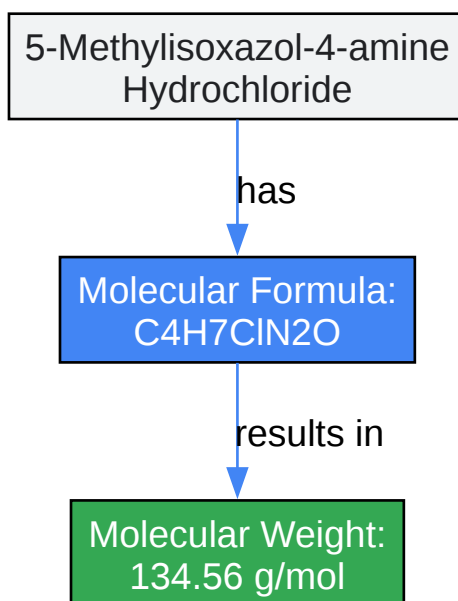 5-Methylisoxazol-4-amine
Hydrochloride
has
Molecular Formula:
C4H7ClN2O
results in
Molecular Weight:
134.56 g/mol